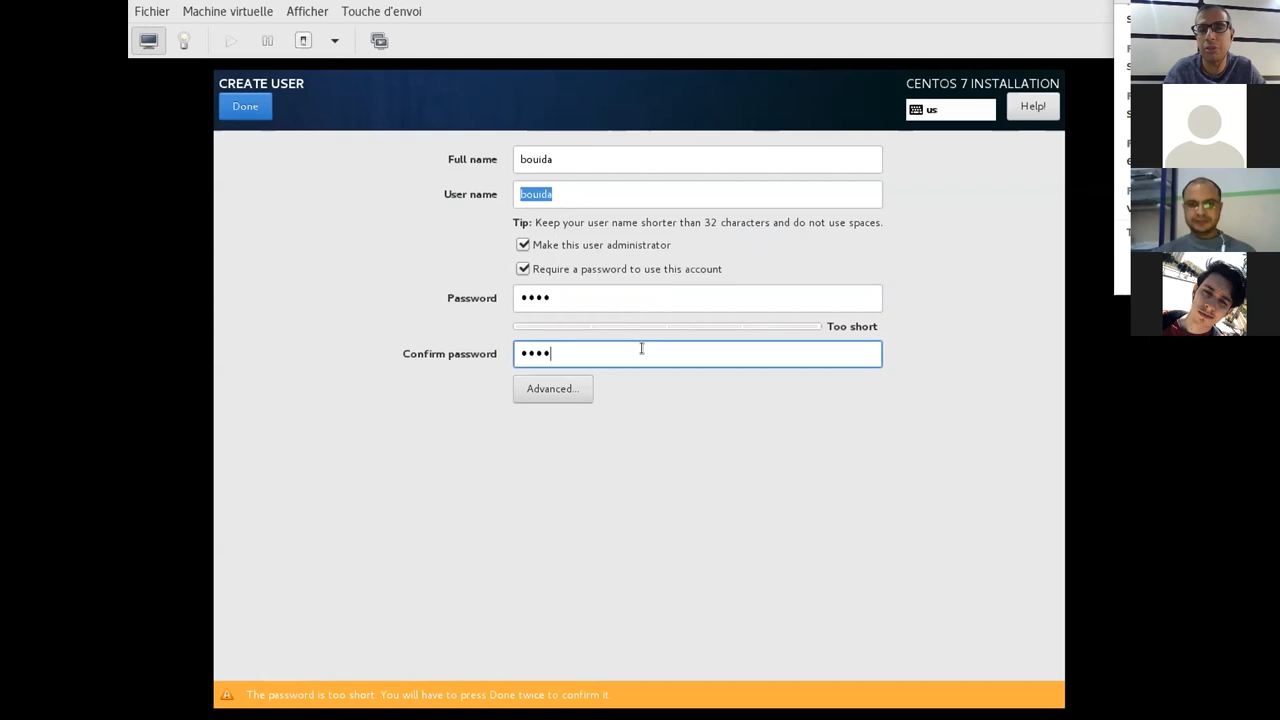 Fichier Machine virtuelle Afficher Touche d'envoi
CREATE USER
CENTOS 7 INSTALLATION
Done
us
Help!
Full name
bouida
User name
bouida
Tip: Keep your user name shorter than 32 characters and do not use spaces.
Make this user administrator
Require a password to use this account
Password
••••
Too short
Confirm password
••••
Advanced...
The password is too short. You will have to press Done twice to confirm it.